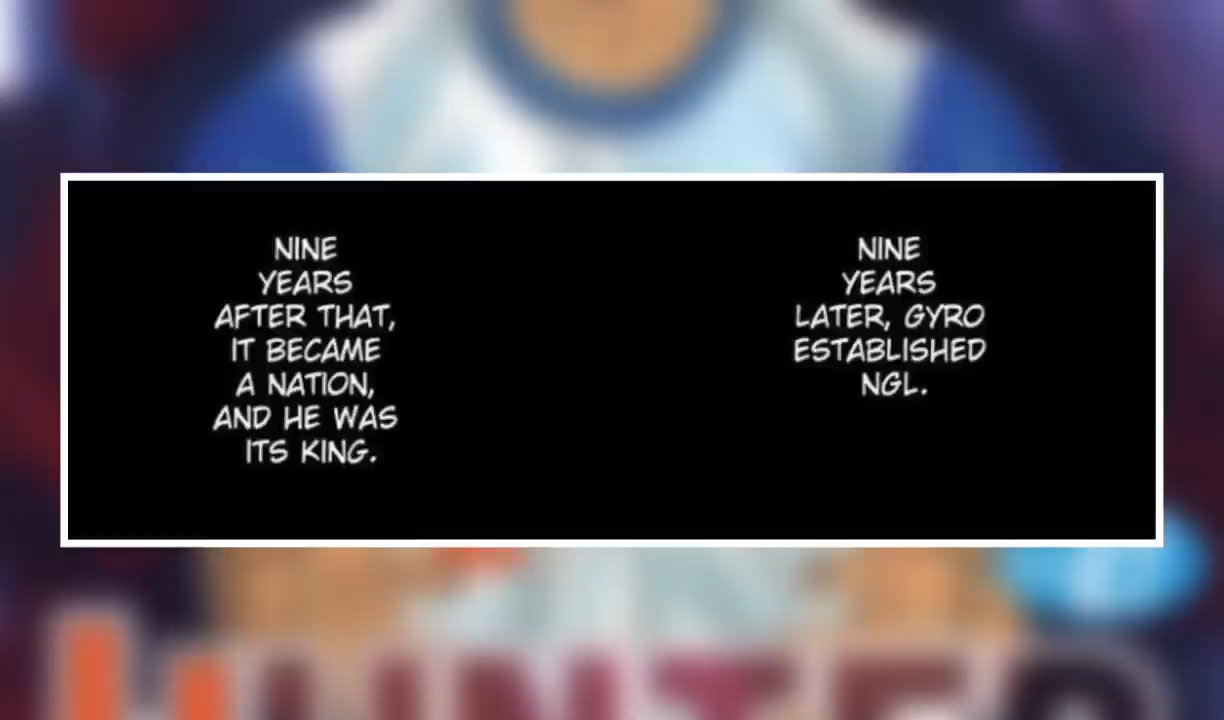 NINE
YEARS
LATER, GYRO
ESTABLISHED
NGL.
NINE
YEARS
AFTER THAT,
IT BECAME
A NATION,
AND HE WAS
ITS KING.